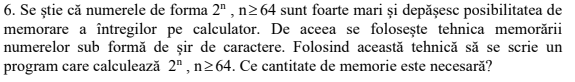 6. Se știe că numerele de forma 2ⁿ , n≥64 sunt foarte mari și depășesc posibilitatea de
memorare a întregilor pe calculator. De aceea se folosește tehnica memorării
numerelor sub formă de șir de caractere. Folosind această tehnică să se scrie un
program care calculează 2ⁿ , n≥64. Ce cantitate de memorie este necesară?